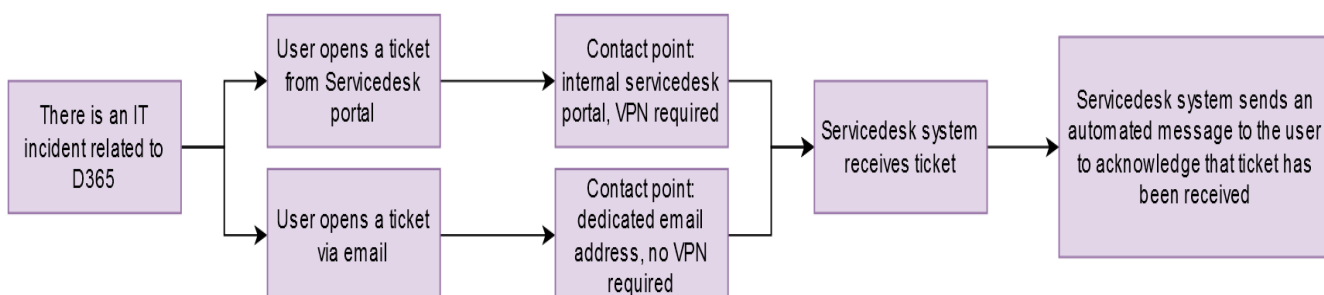 There is an IT
incident related to
D365
User opens a ticket
from Servicedesk
portal
Contact point:
internal servicedesk
portal, VPN required
User opens a ticket
via email
Contact point:
dedicated email
address, no VPN
required
Servicedesk system
receives ticket
Servicedesk system sends an
automated message to the user
to acknowledge that ticket has
been received